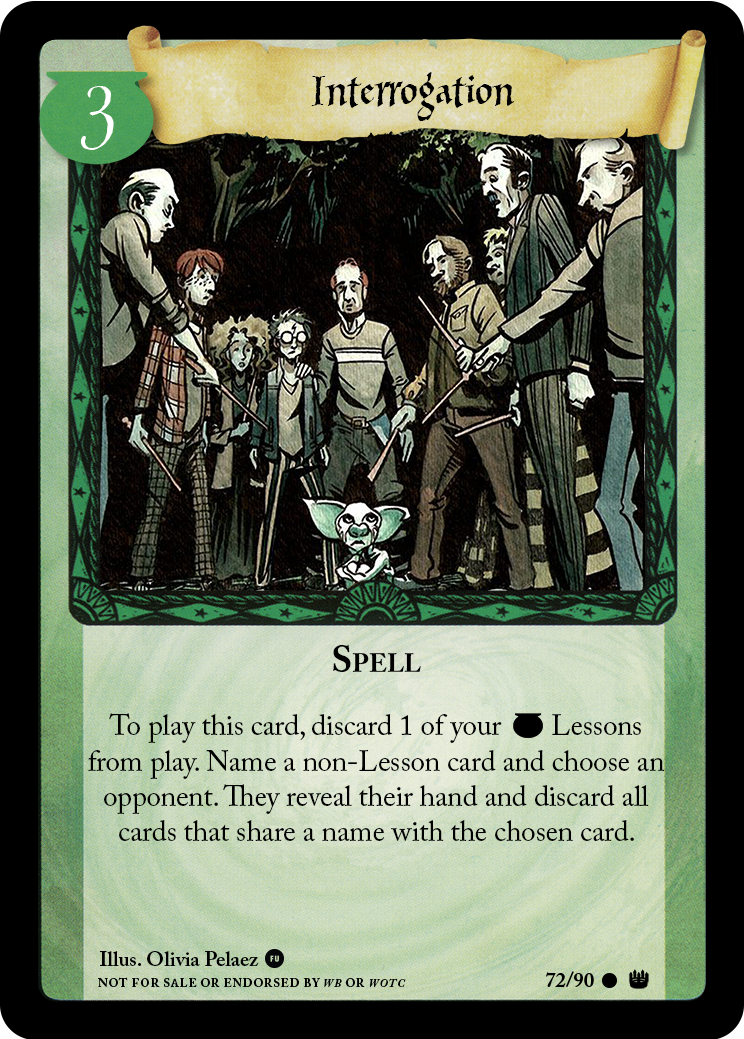 Interrogation
3
SPELL
To play this card, discard 1 of your Lessons
from play. Name a non-Lesson card and choose an
opponent. They reveal their hand and discard all
cards that share a name with the chosen card.
Illus. Olivia Pelaez FU
NOT FOR SALE OR ENDORSED BY WB OR WOTC
72/90